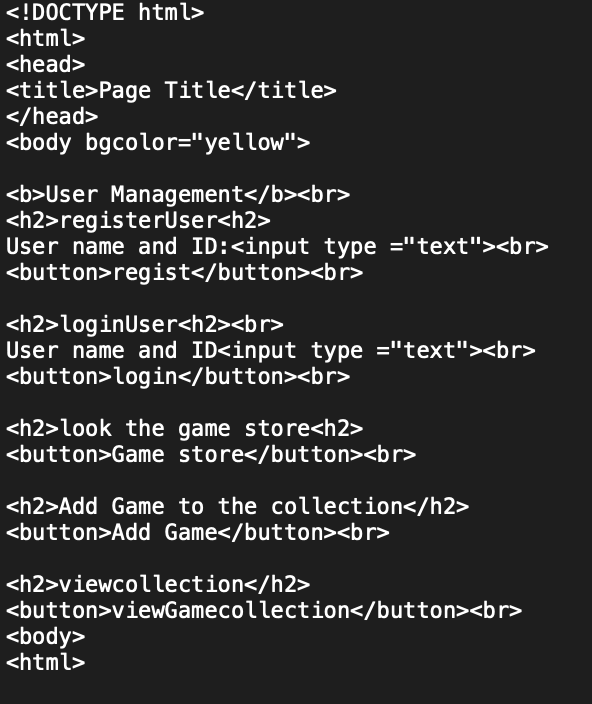 <!DOCTYPE html>
<html>
<head>
<title>Page Title</title>
</head>
<body bgcolor="yellow">
<b>User Management</b><br>
<h2>registerUser<h2>
User name and ID:<input type ="text"><br>
<button>regist</button><br>
<h2>loginUser<h2><br>
User name and ID<input type ="text"><br>
<button>login</button><br>
<h2>look the game store<h2>
<button>Game store</button><br>
<h2>Add Game to the collection</h2>
<button>Add Game</button><br>
<h2>viewcollection</h2>
<button>viewGamecollection</button><br>
<body>
<html>